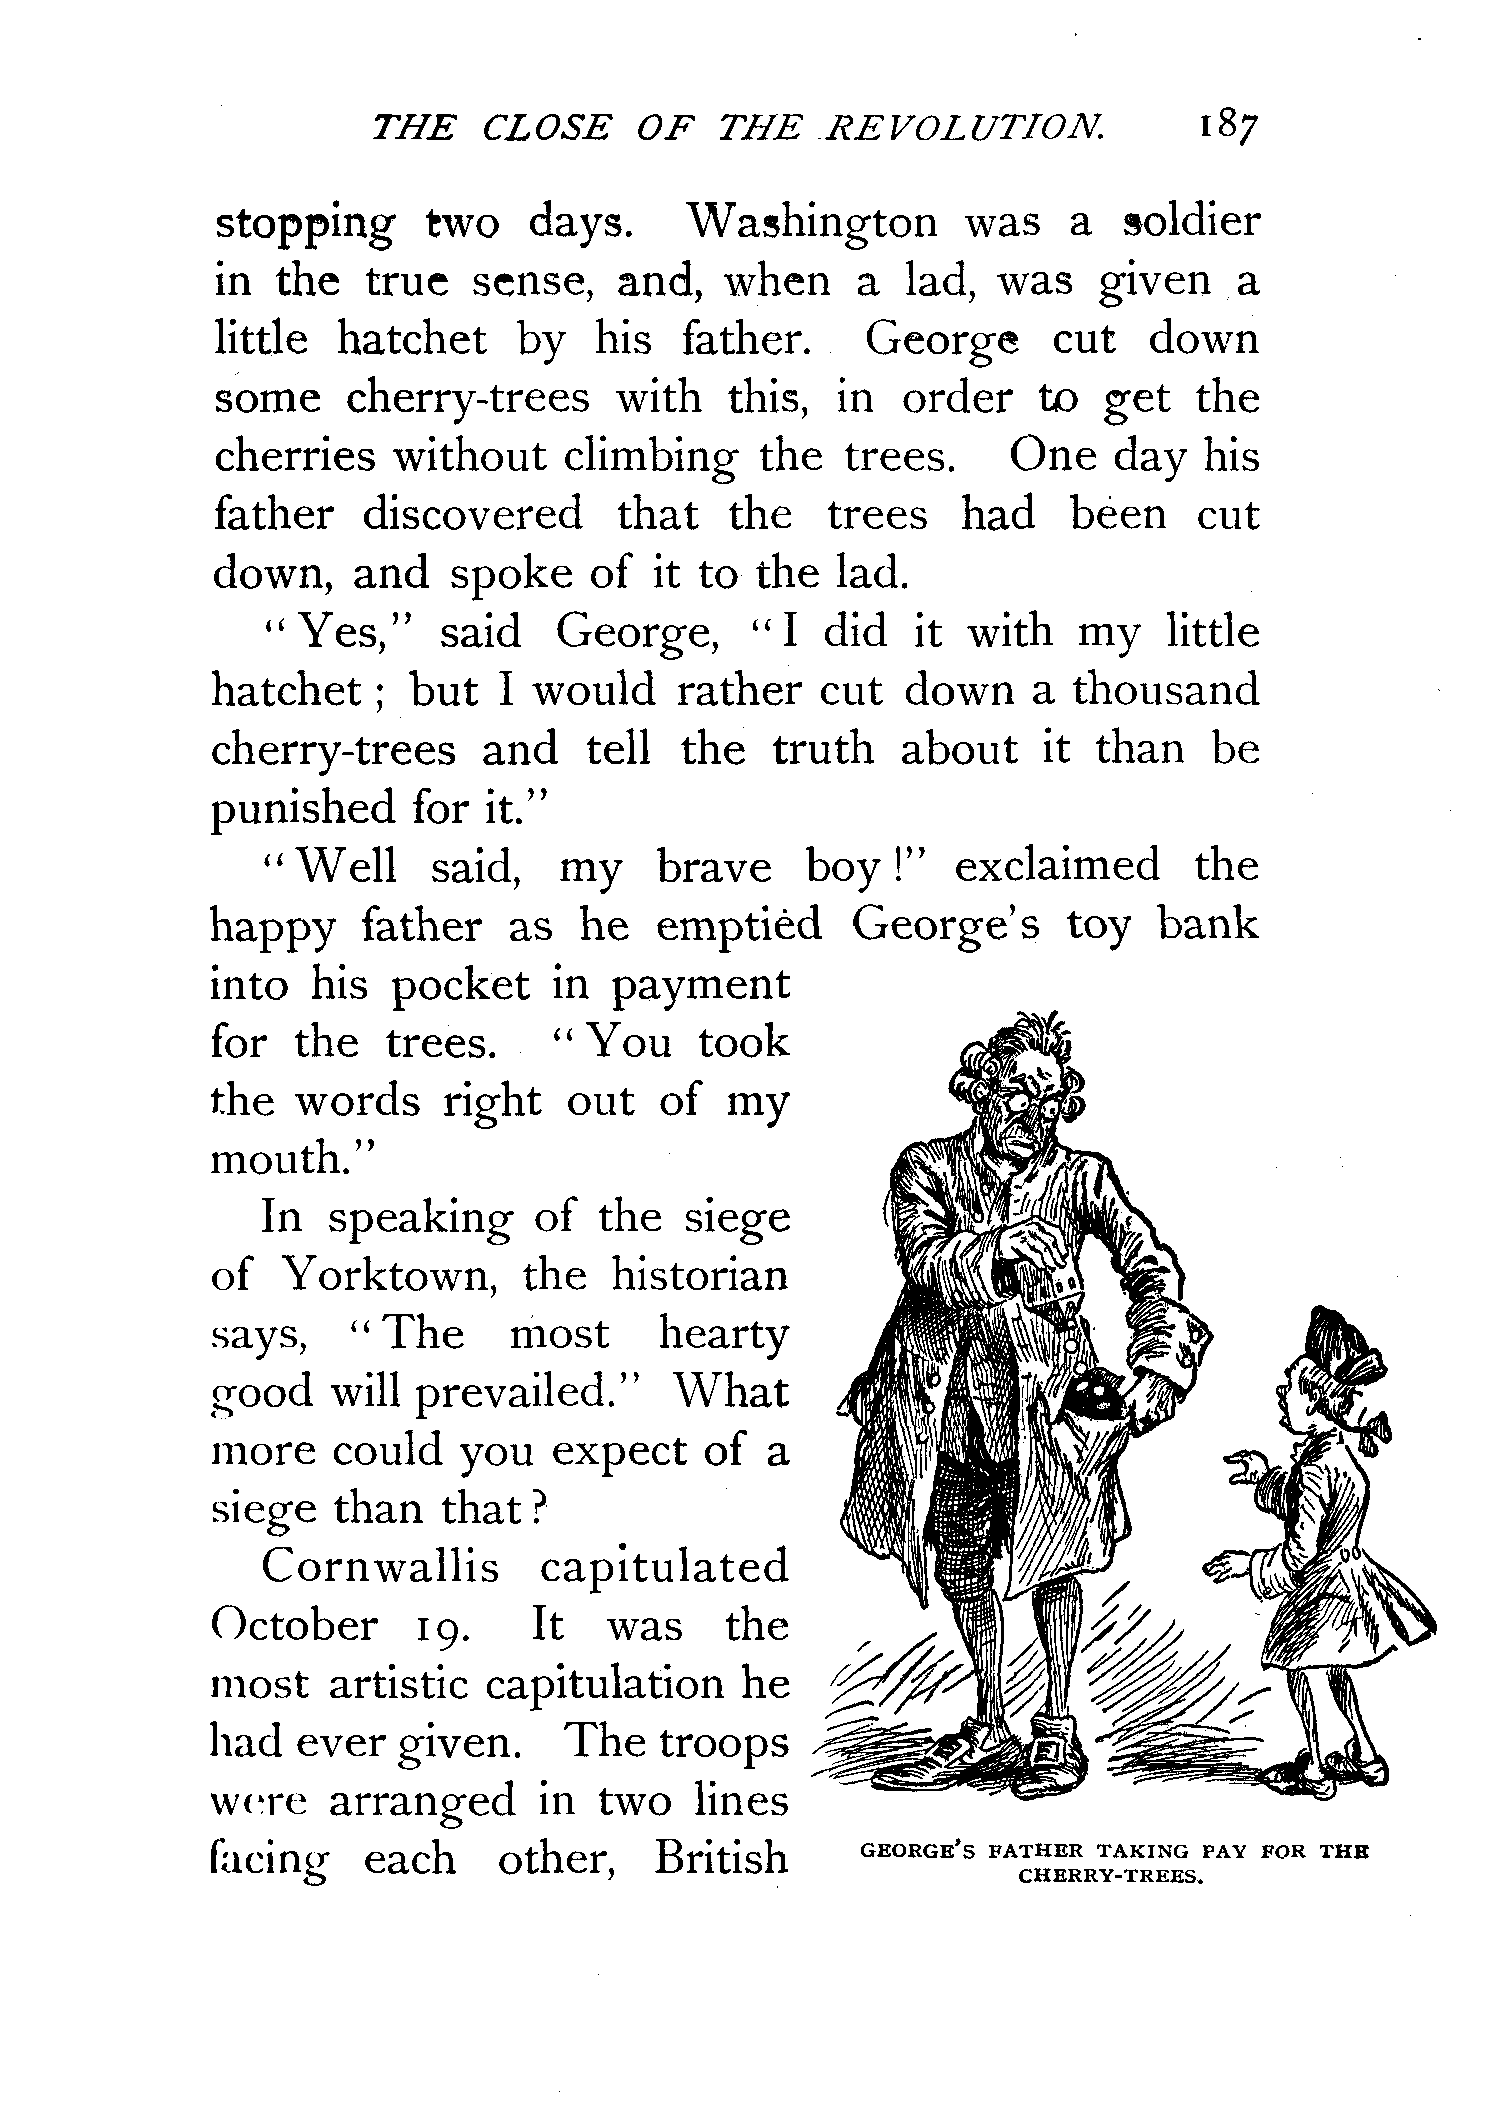 THE CLOSE OF THE REVOLUTION. 187
stopping two days. Washington was a soldier
in the true sense, and, when a lad, was given a
little hatchet by his father. George cut down
some cherry-trees with this, in order to get the
cherries without climbing the trees. One day his
father discovered that the trees had been cut
down, and spoke of it to the lad.
"Yes," said George, "I did it with my little
hatchet; but I would rather cut down a thousand
cherry-trees and tell the truth about it than be
punished for it."
"Well said, my brave boy!" exclaimed the
happy father as he emptied George's toy bank
into his pocket in payment
for the trees. "You took
the words right out of my
mouth."
In speaking of the siege
of Yorktown, the historian
says, "The most hearty
good will prevailed." What
more could you expect of a
siege than that?
Cornwallis capitulated
October 19. It was the
most artistic capitulation he
had ever given. The troops
were arranged in two lines
facing each other, British
GEORGE'S FATHER TAKING PAY FOR THE
CHERRY-TREES.